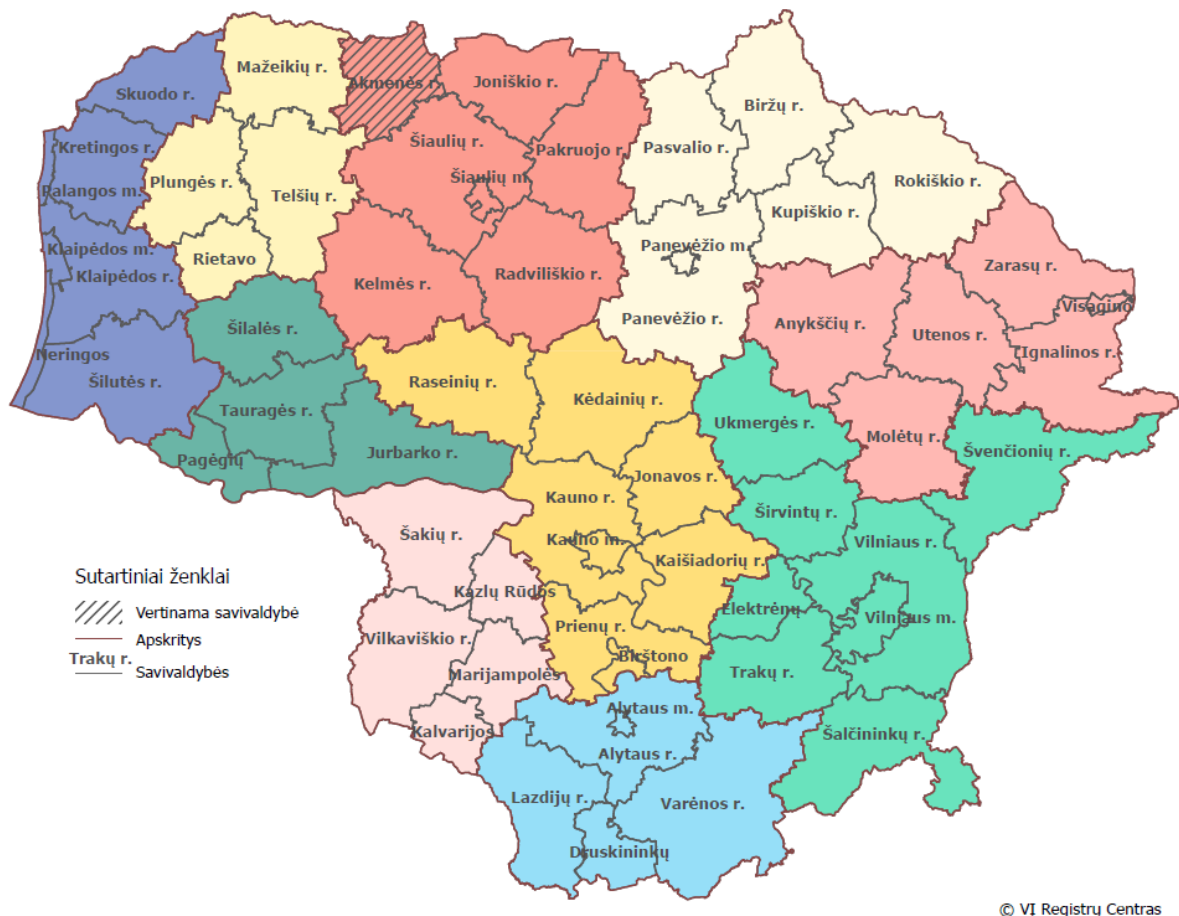 Mažeikių r.
Akmenės r.
Joniškio r.
Skuodo r.
Biržų r.
Kretingos r.
Šiaulių r.
Pakruojo r.
Pasvalio r.
Plungės r.
Šiaulių m.
Rokiškio r.
Palangos m.
Telšių r.
Kupiškio r.
Klaipėdos m.
Rietavo
Panevėžio m.
Klaipėdos r.
Kelmės r.
Radviliškio r.
Zarasų r.
Visagino
Šilalės r.
Panevėžio r.
Anykščių r.
Utenos r.
Ignalinos r.
Neringos
Šilutės r.
Raseinių r.
Kėdainių r.
Tauragės r.
Ukmergės r.
Molėtų r.
Jurbarko r.
Pagėgių
Švenčionių r.
Kauno r.
Jonavos r.
Širvintų r.
Šakių r.
Kauno m.
Kaišiadorių r.
Vilniaus r.
Kazlų Rūdos
Elektrėnų
Vilniaus m.
Prienų r.
Vilkaviškio r.
Birštono
Marijampolės
Trakų r.
Alytaus m.
Kalvarijos
Alytaus r.
Šalčininkų r.
Lazdijų r.
Varėnos r.
Druskininkų
Sutartiniai ženklai
Vertinama savivaldybė
Apskritys
Trakų r.
Savivaldybės
© VI Registrų Centras